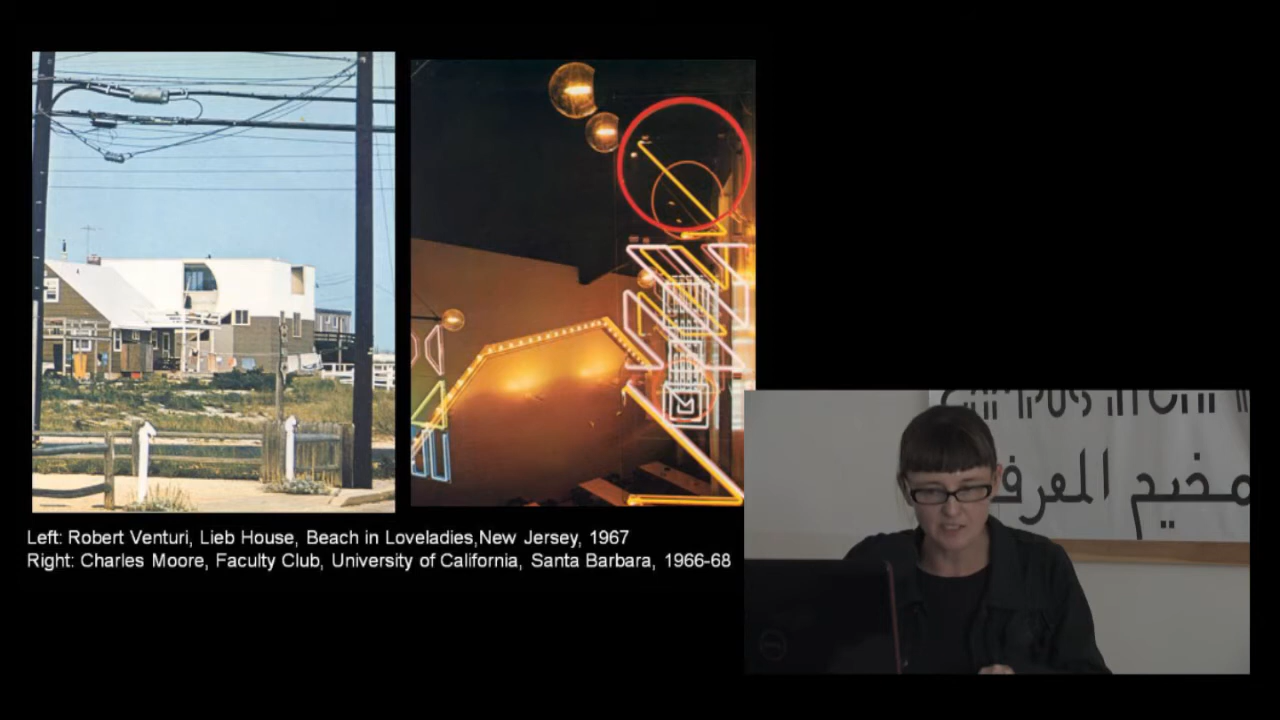 Left: Robert Venturi, Lieb House, Beach in Loveladies,New Jersey, 1967
Right: Charles Moore, Faculty Club, University of California, Santa Barbara, 1966-68
مخيم المعرفة